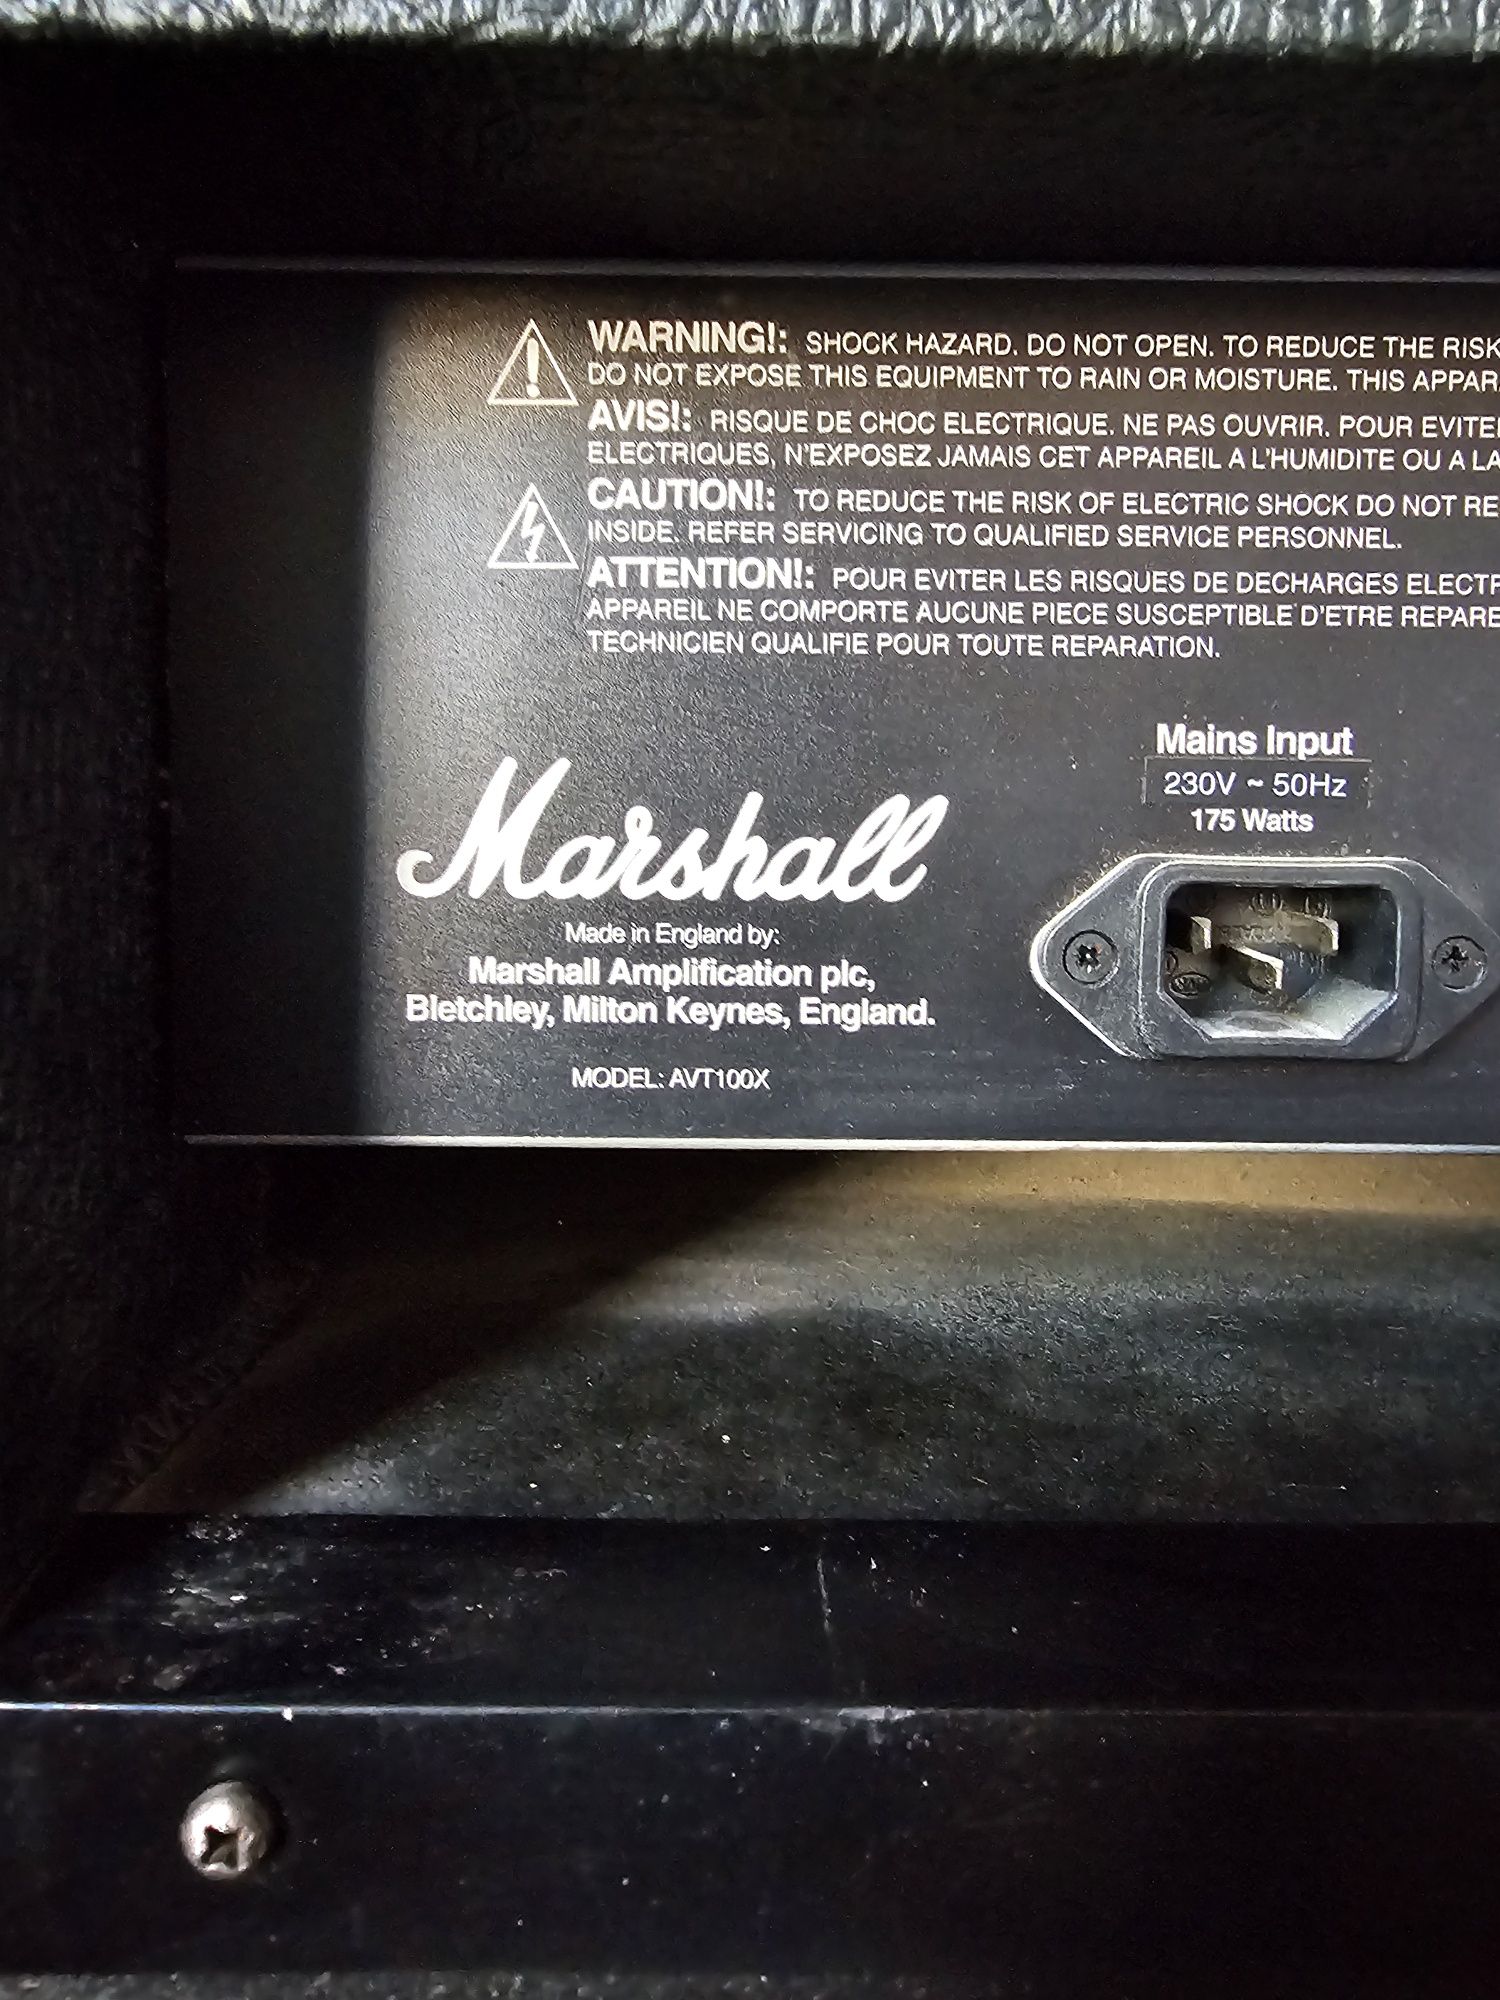 WARNING!: SHOCK HAZARD. DO NOT OPEN. TO REDUCE THE RISK
DO NOT EXPOSE THIS EQUIPMENT TO RAIN OR MOISTURE. THIS APPAR
AVIS!: RISQUE DE CHOC ELECTRIQUE. NE PAS OUVRIR. POUR EVITE
ELECTRIQUES, N'EXPOSEZ JAMAIS CET APPAREIL A L'HUMIDITE OU A LA
CAUTION!: TO REDUCE THE RISK OF ELECTRIC SHOCK DO NOT RE
INSIDE. REFER SERVICING TO QUALIFIED SERVICE PERSONNEL.
ATTENTION!: POUR EVITER LES RISQUES DE DECHARGES ELECTR
APPAREIL NE COMPORTE AUCUNE PIECE SUSCEPTIBLE D'ETRE REPARE
TECHNICIEN QUALIFIE POUR TOUTE REPARATION.
Mains Input
230V ~ 50Hz
175 Watts
Marshall
Made in England by:
Marshall Amplification plc,
Bletchley, Milton Keynes, England.
MODEL: AVT100X